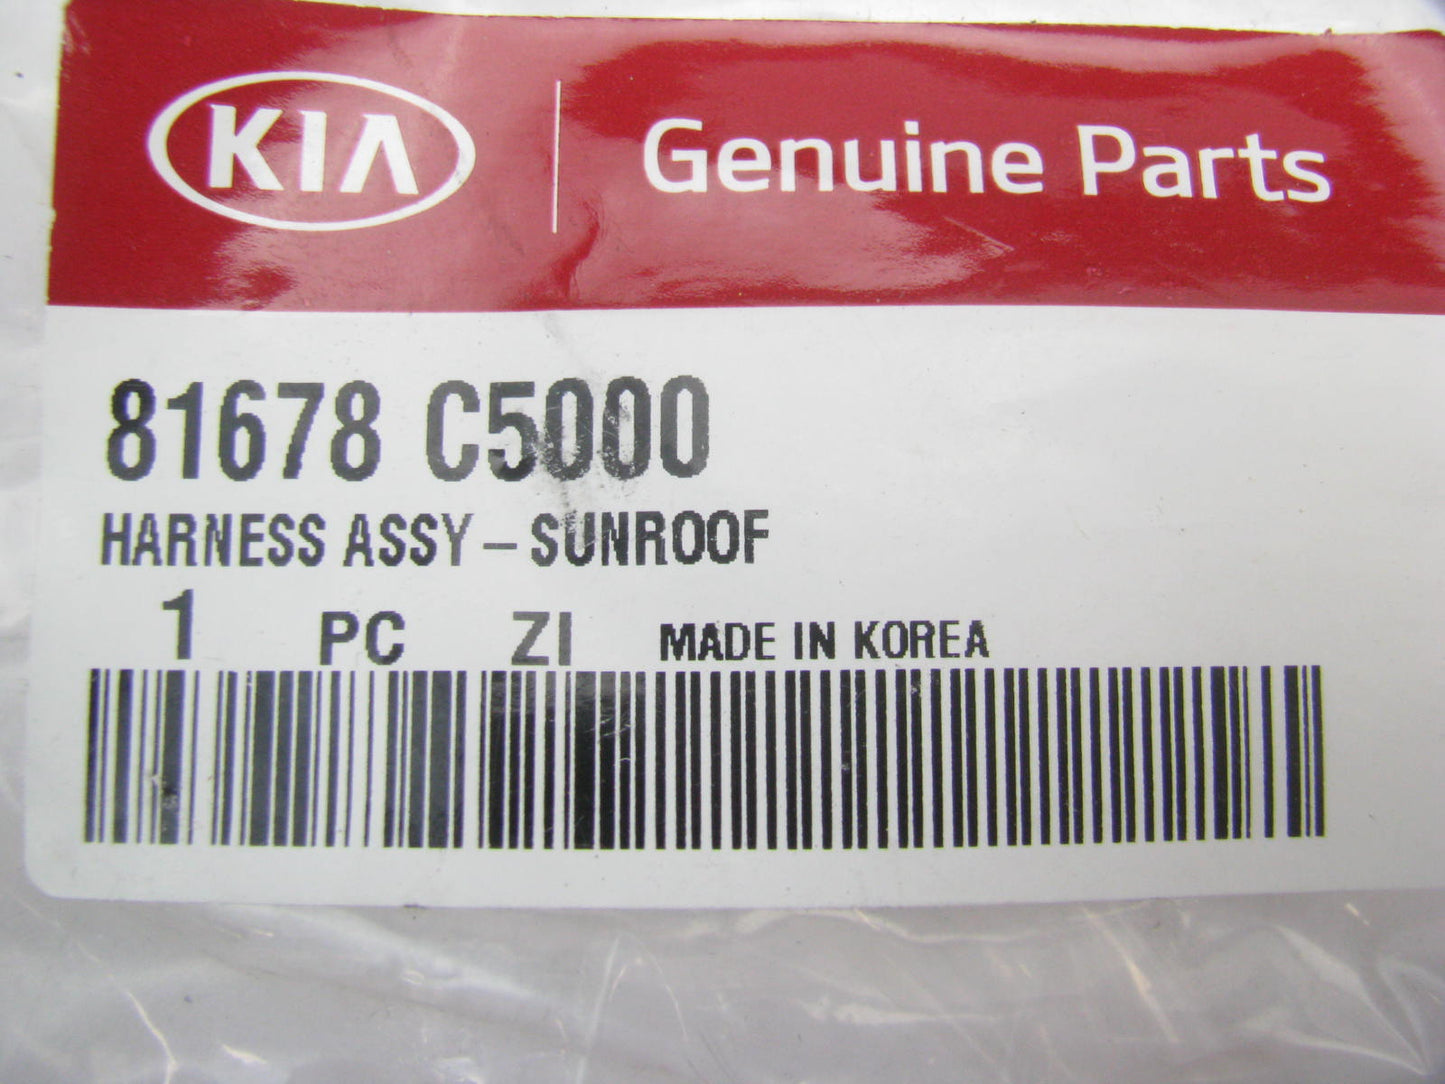 KIA Genuine Parts
81678 C5000
HARNESS ASSY – SUNROOF
1 PC ZI MADE IN KOREA